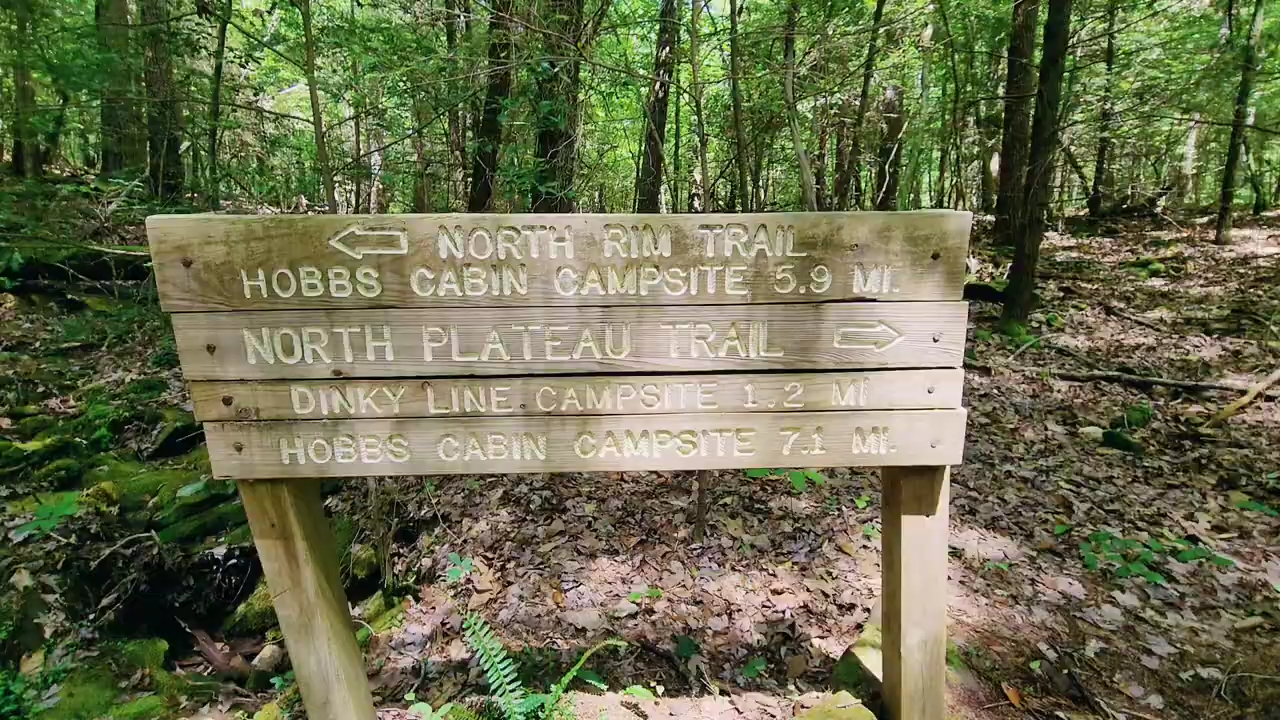 NORTH RIM TRAIL
HOBBS CABIN CAMPSITE 5.9 MI.
NORTH PLATEAU TRAIL
DINKY LINE CAMPSITE 1.2 MI
HOBBS CABIN CAMPSITE 7.1 MI.